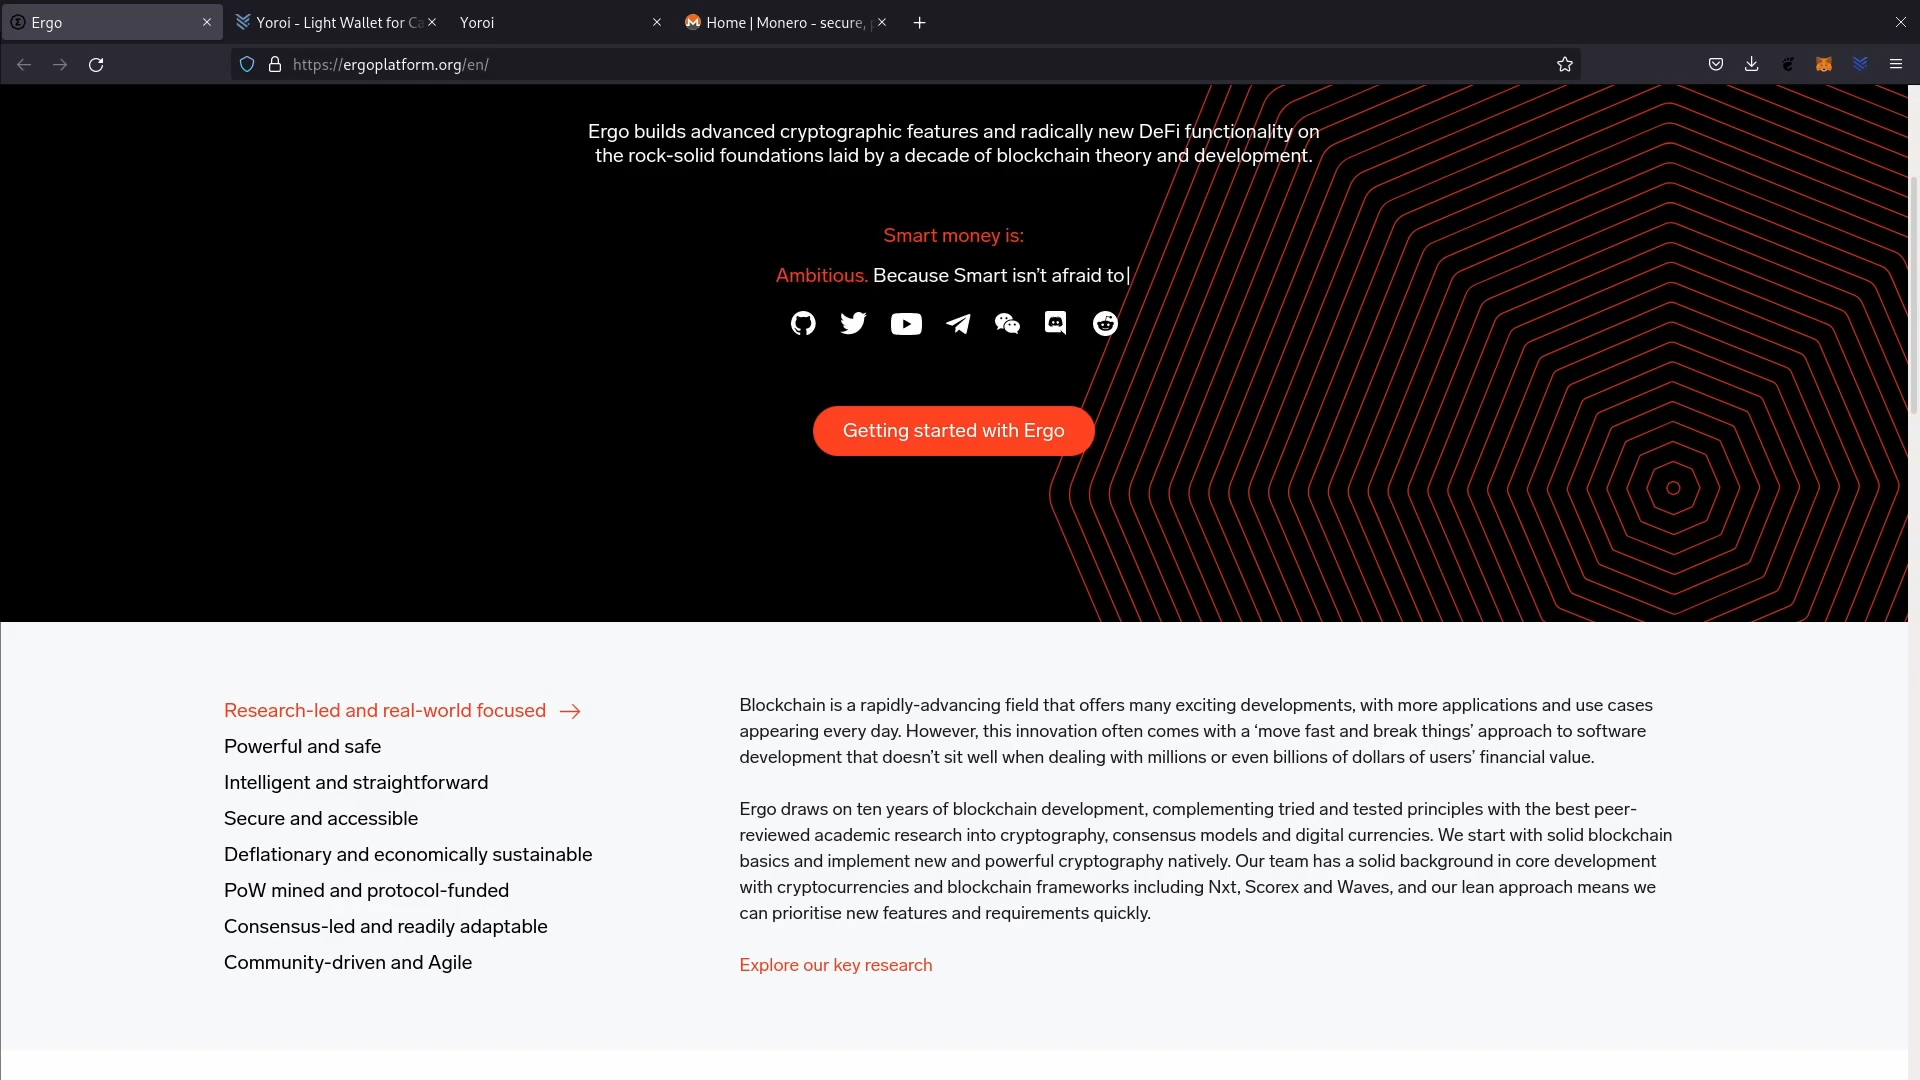 Ergo
Yoroi - Light Wallet for Ca
Yoroi
Home | Monero - secure, p
https://ergoplatform.org/en/
Ergo builds advanced cryptographic features and radically new DeFi functionality on
the rock-solid foundations laid by a decade of blockchain theory and development.
Smart money is:
Ambitious. Because Smart isn’t afraid to|
Getting started with Ergo
Research-led and real-world focused
Powerful and safe
Intelligent and straightforward
Secure and accessible
Deflationary and economically sustainable
PoW mined and protocol-funded
Consensus-led and readily adaptable
Community-driven and Agile
Blockchain is a rapidly-advancing field that offers many exciting developments, with more applications and use cases
appearing every day. However, this innovation often comes with a ‘move fast and break things’ approach to software
development that doesn’t sit well when dealing with millions or even billions of dollars of users’ financial value.
Ergo draws on ten years of blockchain development, complementing tried and tested principles with the best peer-
reviewed academic research into cryptography, consensus models and digital currencies. We start with solid blockchain
basics and implement new and powerful cryptography natively. Our team has a solid background in core development
with cryptocurrencies and blockchain frameworks including Nxt, Scorex and Waves, and our lean approach means we
can prioritise new features and requirements quickly.
Explore our key research